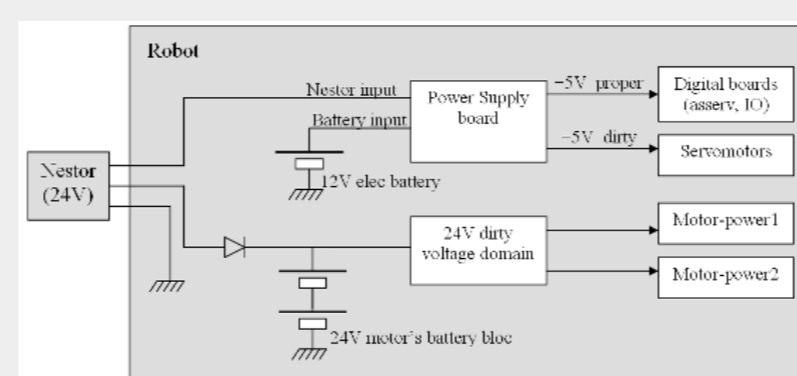 Robot
Nestor input
Battery input
Power Supply
board
−5V proper
−5V dirty
Digital boards
(asserv, IO)
Servomotors
Nestor
(24V)
12V elec battery
24V dirty
voltage domain
Motor-power1
Motor-power2
24V motor's battery bloc